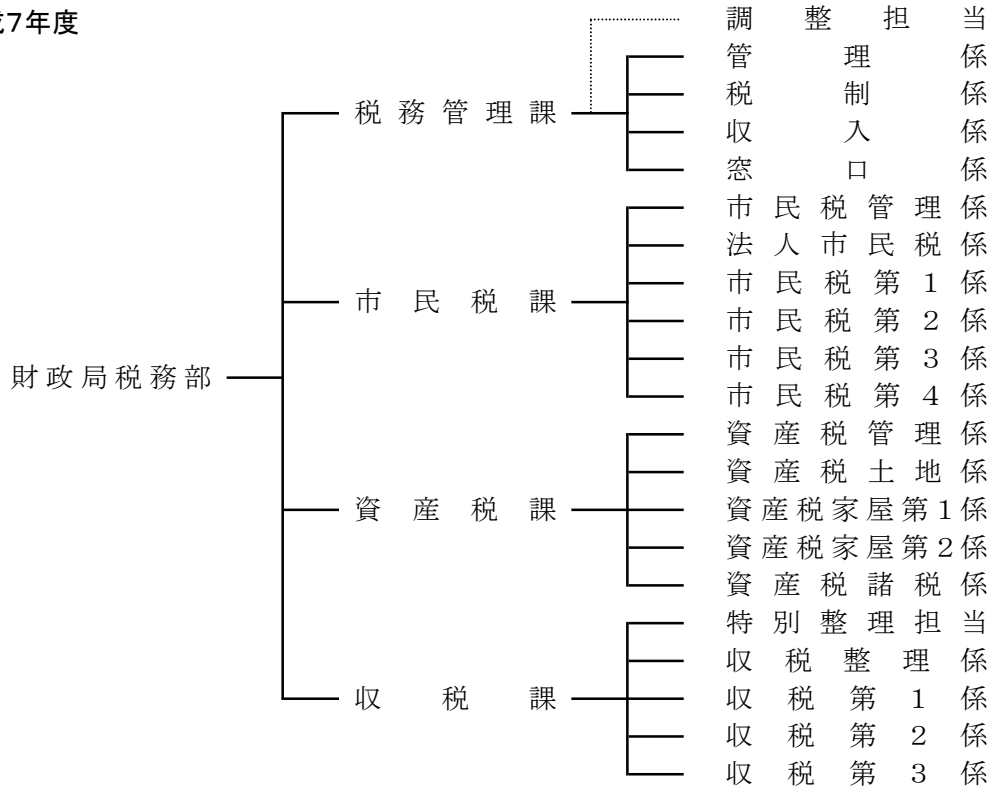 7年度
調整担当
管理係
税制係
税務管理課
収入係
窓口係
市民税管理係
法人市民税係
市民税第1係
市民税課
市民税第2係
市民税第3係
財政局税務部
市民税第4係
資産税管理係
資産税土地係
資産税課
資産税家屋第1係
資産税家屋第2係
資産税諸税係
特別整理担当
収税整理係
収税課
収税第1係
収税第2係
収税第3係